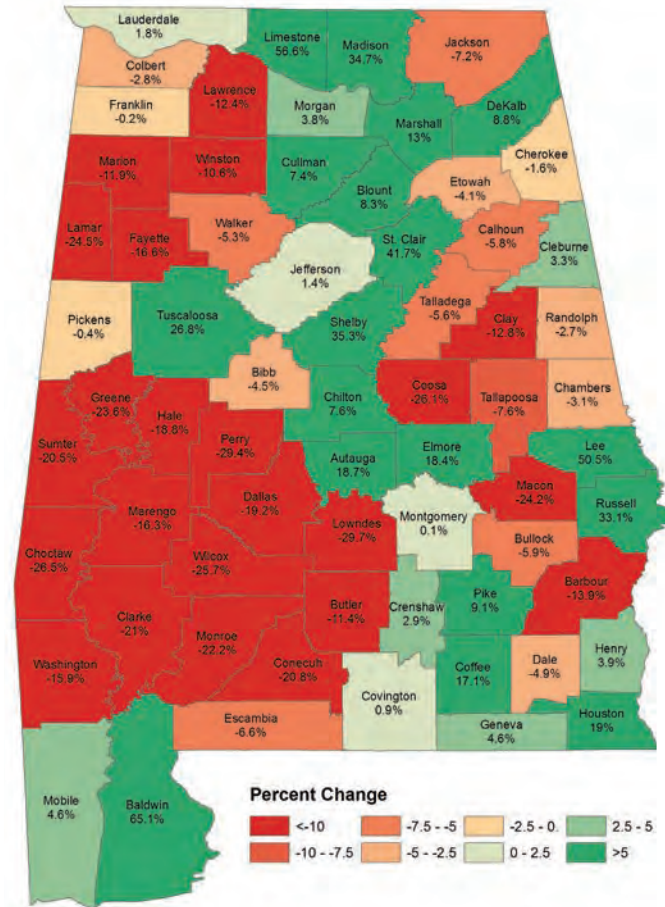 Lauderdale
1.8%
Limestone
56.6%
Madison
34.7%
Jackson
-7.2%
Colbert
-2.8%
Lawrence
-12.4%
Franklin
-0.2%
Morgan
3.8%
Marshall
13%
DeKalb
8.8%
Cherokee
-1.6%
Marion
-11.9%
Winston
-10.6%
Cullman
7.4%
Blount
8.3%
Etowah
-4.1%
Lamar
-24.5%
Fayette
-16.6%
Walker
-5.3%
St. Clair
41.7%
Calhoun
-5.8%
Cleburne
3.3%
Jefferson
1.4%
Talladega
-5.6%
Pickens
-0.4%
Tuscaloosa
26.8%
Shelby
35.3%
Clay
-12.8%
Randolph
-2.7%
Bibb
-4.5%
Greene
-23.6%
Hale
-18.8%
Chilton
7.6%
Coosa
-26.1%
Tallapoosa
-7.6%
Chambers
-3.1%
Sumter
-20.5%
Perry
-29.4%
Autauga
18.7%
Elmore
18.4%
Lee
50.5%
Marengo
-16.3%
Dallas
-19.2%
Lowndes
-29.7%
Montgomery
0.1%
Macon
-24.2%
Russell
33.1%
Bullock
-5.9%
Choctaw
-26.5%
Wilcox
-25.7%
Barbour
-13.9%
Clarke
-21%
Butler
-11.4%
Crenshaw
2.9%
Pike
9.1%
Monroe
-22.2%
Washington
-15.9%
Conecuh
-20.8%
Coffee
17.1%
Dale
-4.9%
Henry
3.9%
Covington
0.9%
Escambia
-6.6%
Geneva
4.6%
Houston
19%
Mobile
4.6%
Baldwin
65.1%
Percent Change
<-10
-7.5 - -5
-2.5 - 0.
2.5 - 5
-10 - -7.5
-5 - -2.5
0 - 2.5
>5